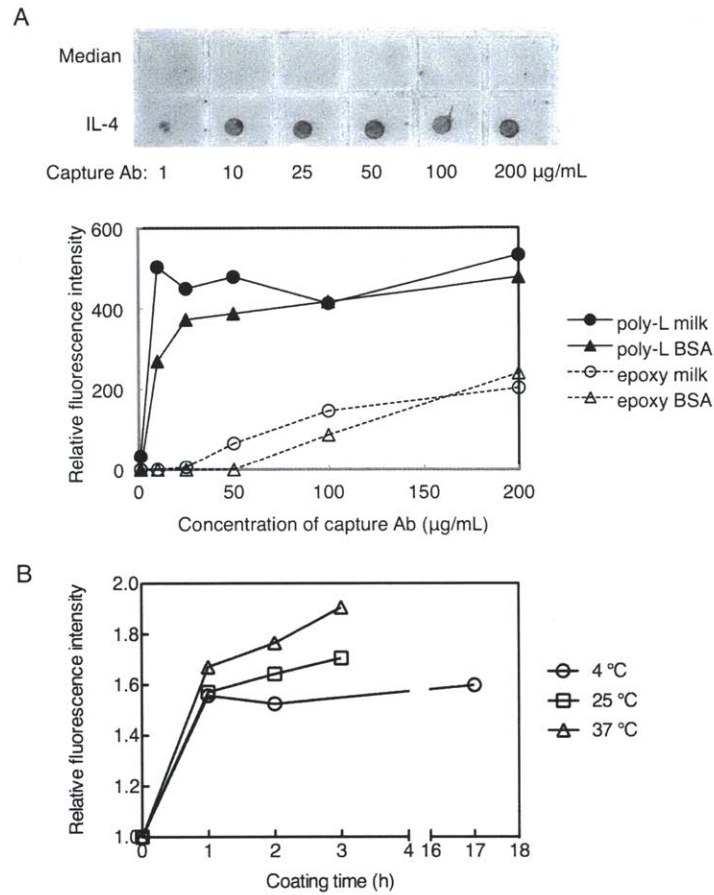 A
Median
IL-4
Capture Ab: 1 10 25 50 100 200 µg/mL
Relative fluorescence intensity
600
400
200
0
0 50 100 150 200
Concentration of capture Ab (µg/mL)
poly-L milk
poly-L BSA
epoxy milk
epoxy BSA
B
Relative fluorescence intensity
2.0
1.8
1.6
1.4
1.2
1.0
0 1 2 3 4 16 17 18
Coating time (h)
4 °C
25 °C
37 °C